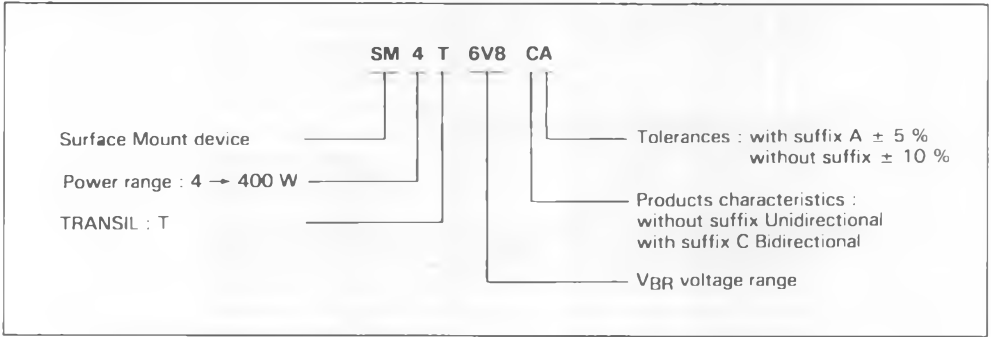 SM 4 T 6V8 CA
Surface Mount device
Power range : 4 → 400 W
TRANSIL : T
Tolerances : with suffix A ± 5 %
without suffix ± 10 %
Products characteristics :
without suffix Unidirectional
with suffix C Bidirectional
VBR voltage range